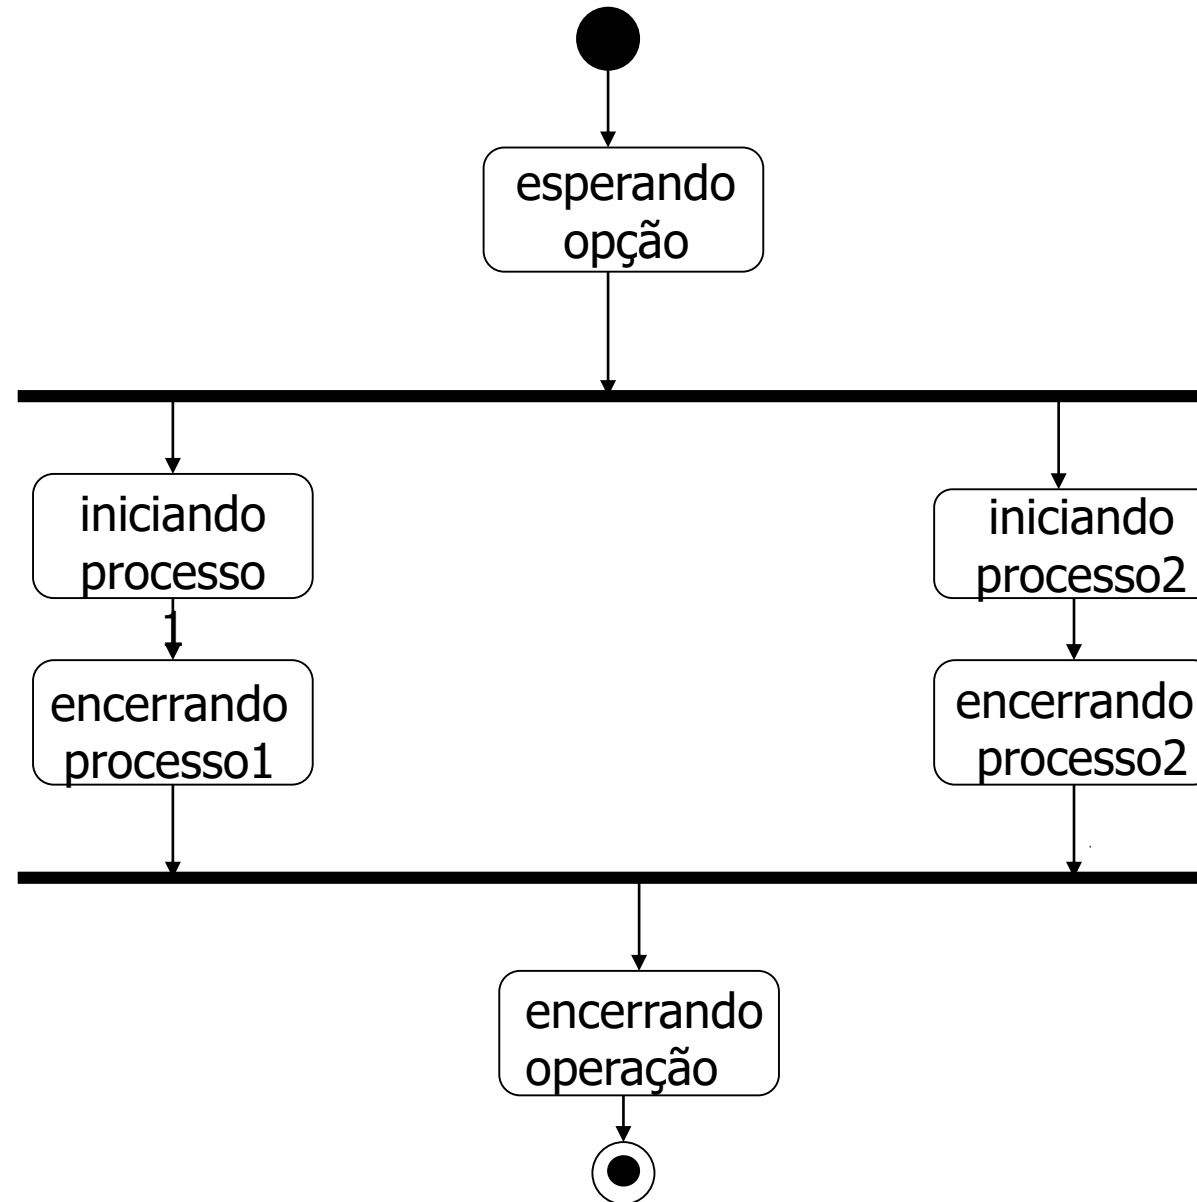 esperando
opção
iniciando
processo
1
encerrando
processo1
iniciando
processo2
encerrando
processo2
encerrando
operação